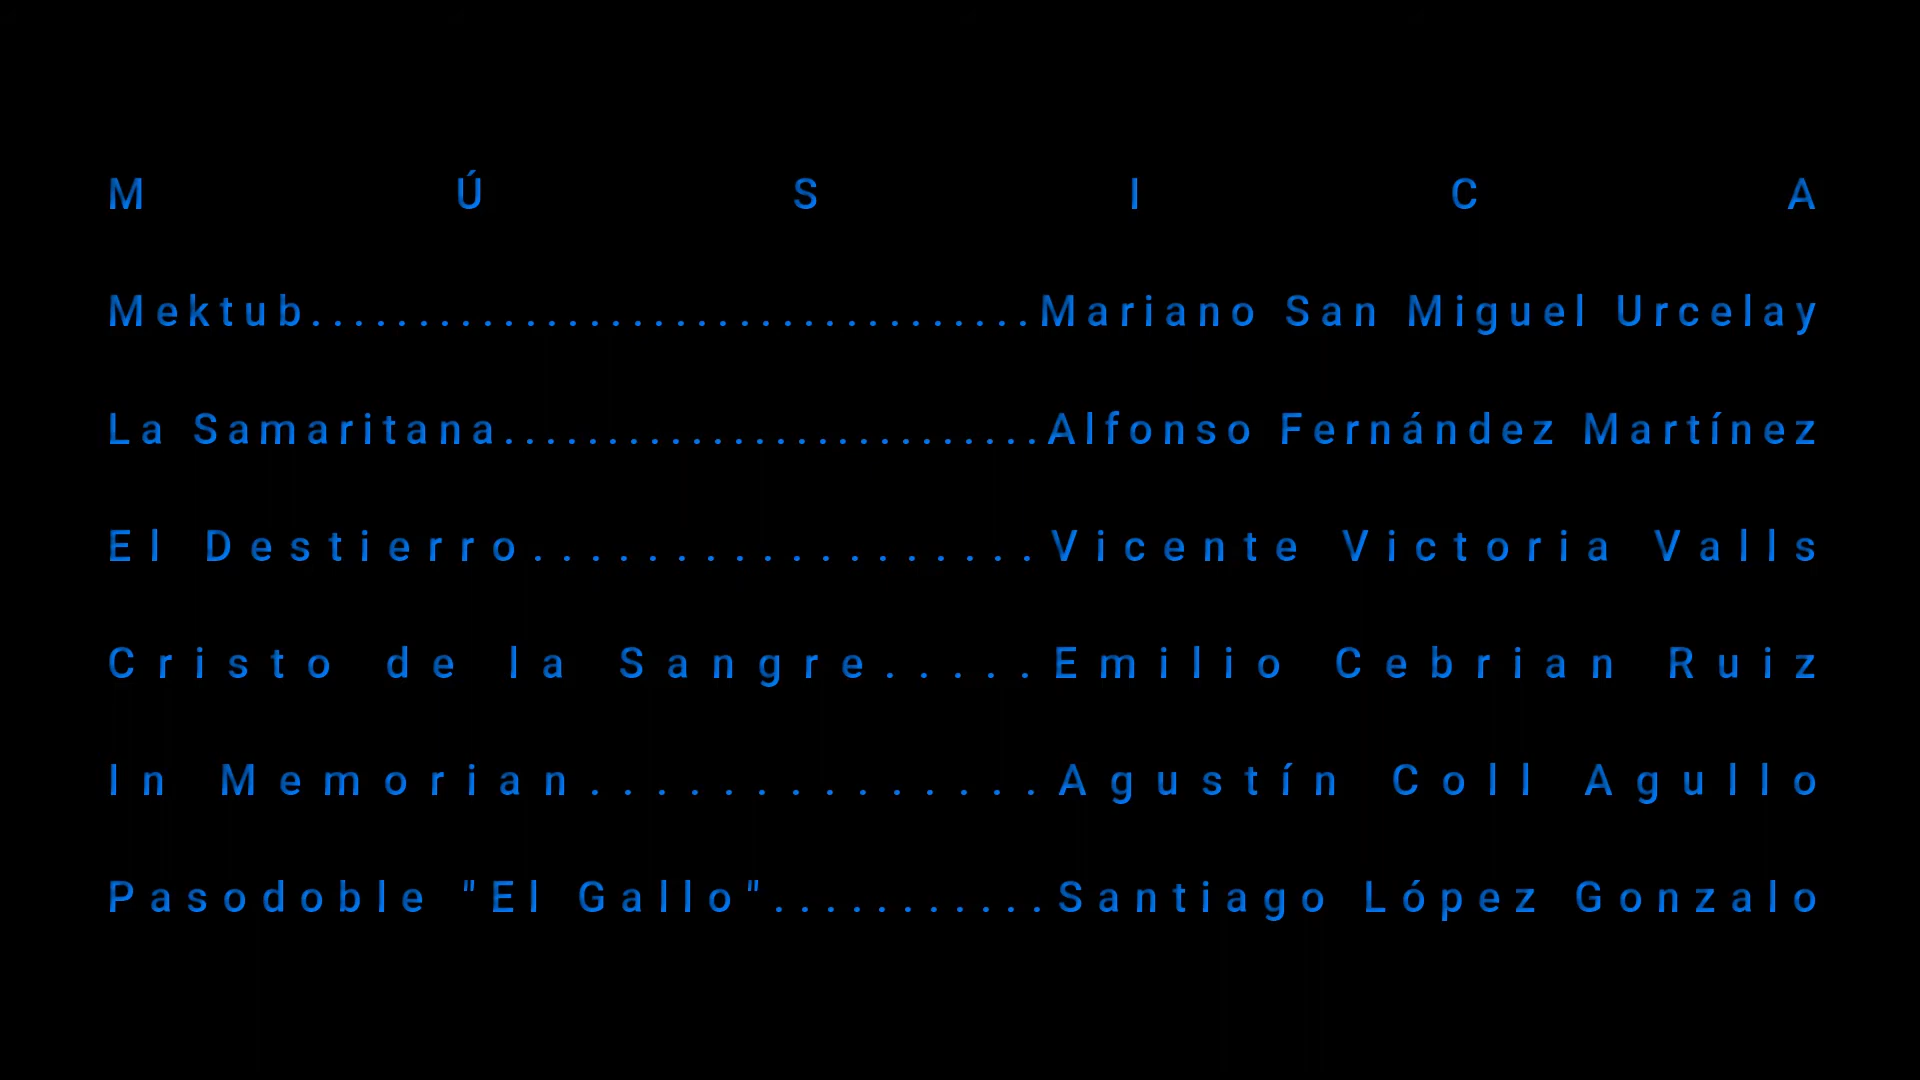 MÚSICA
Mektub..................................Mariano San Miguel Urcelay
La Samaritana.........................Alfonso Fernández Martínez
El Destierro..................Vicente Victoria Valls
Cristo de la Sangre.....Emilio Cebrian Ruiz
In Memorian...............Agustín Coll Agullo
Pasodoble "El Gallo"...........Santiago López Gonzalo